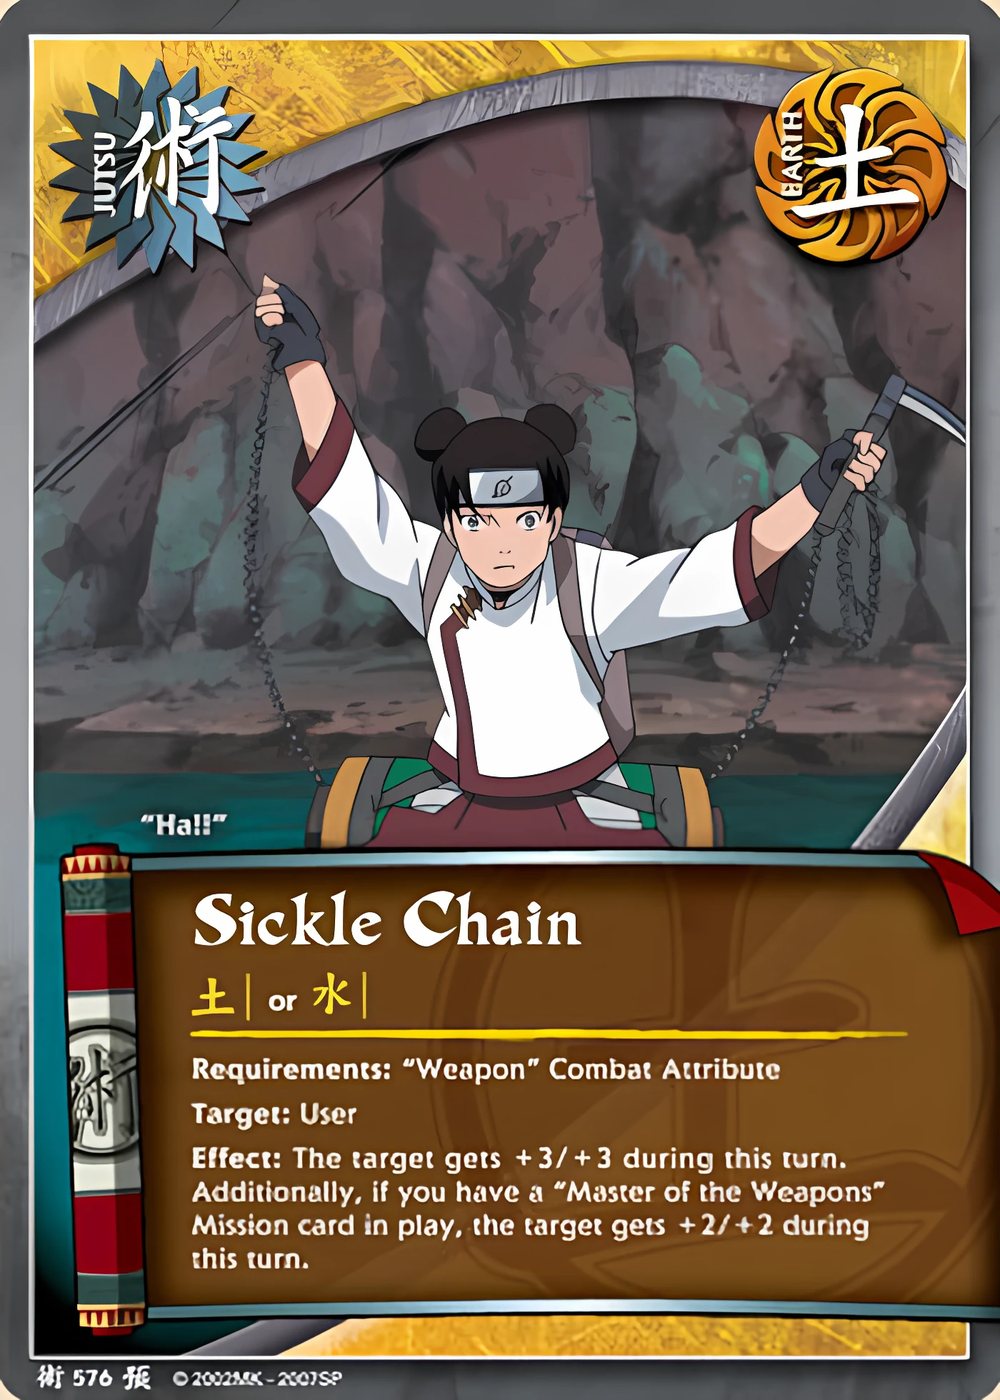 JUTSU 術
EARTH 土
“Ha!!”
Sickle Chain
土| or 水|
Requirements: “Weapon” Combat Attribute
Target: User
Effect: The target gets +3/+3 during this turn.
Additionally, if you have a “Master of the Weapons”
Mission card in play, the target gets +2/+2 during
this turn.
術
術 576 張 ©2002MK - 2007SP